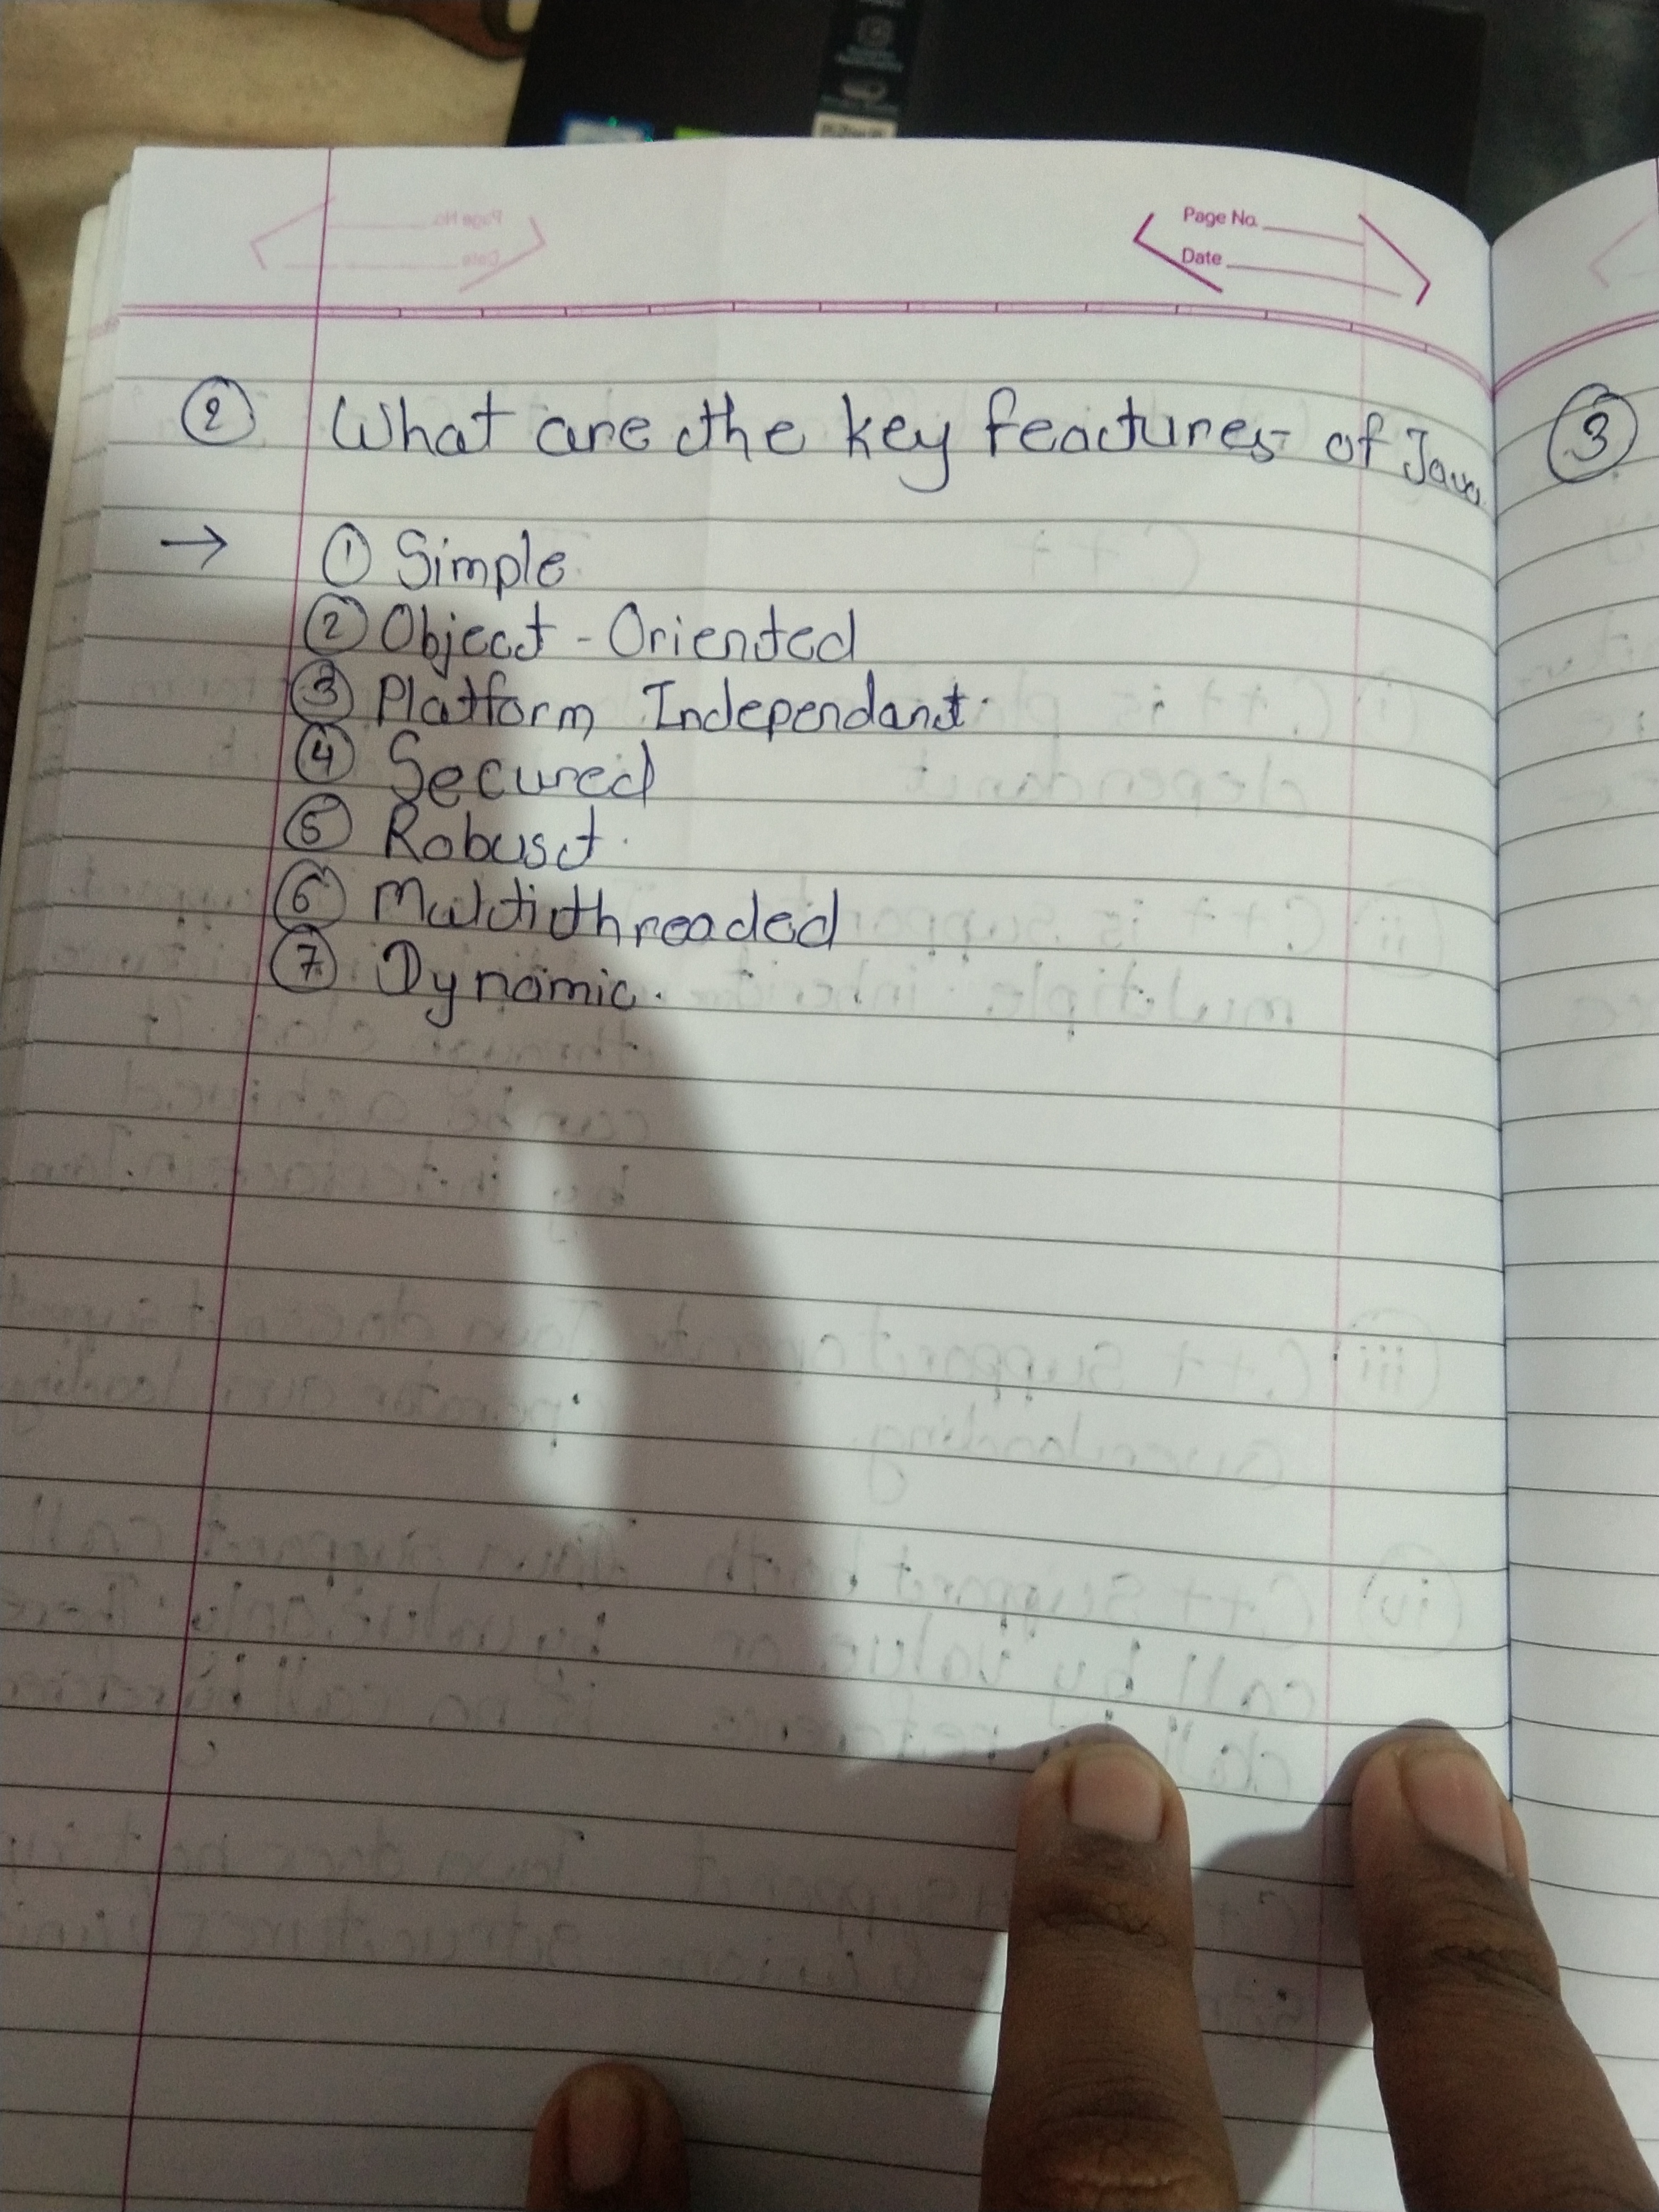 Page No.
Date
② What are the key features of Java
→ ① Simple
② Object - Oriented
③ Platform Independant.
④ Secured
⑤ Robust.
⑥ Multithreaded
⑦ Dynamic.
③